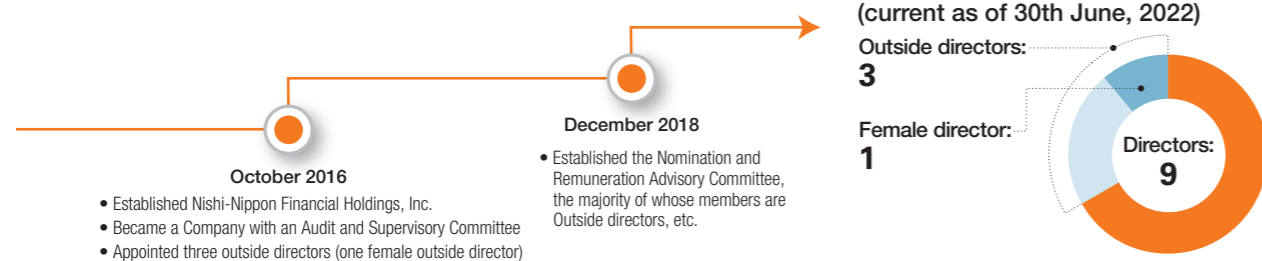 October 2016
• Established Nishi-Nippon Financial Holdings, Inc.
• Became a Company with an Audit and Supervisory Committee
• Appointed three outside directors (one female outside director)
December 2018
• Established the Nomination and
Remuneration Advisory Committee,
the majority of whose members are
Outside directors, etc.
(current as of 30th June, 2022)
Outside directors:
3
Female director:
1
Directors:
9